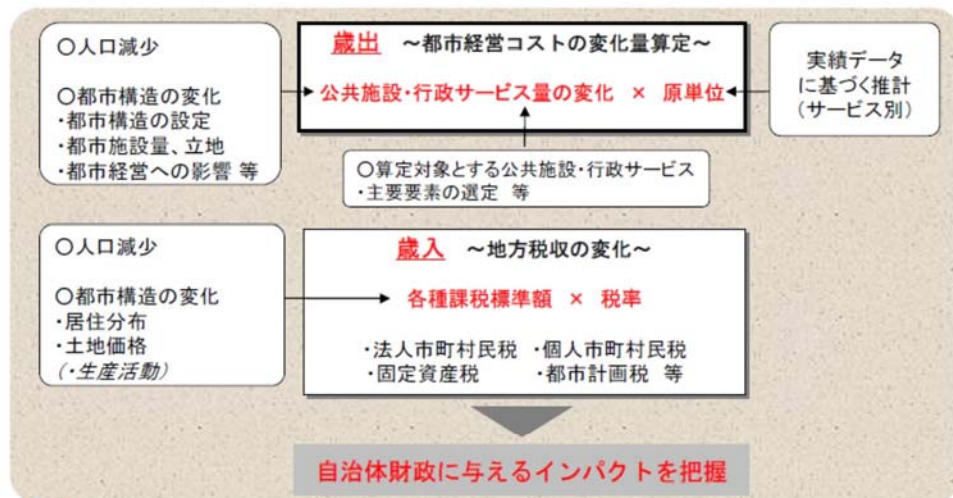 ○人口減少
○都市構造の変化
・都市構造の設定
・都市施設量、立地
・都市経営への影響 等
歳出 ～都市経営コストの変化量算定～
公共施設・行政サービス量の変化 × 原単位
実績データ
に基づく推計
（サービス別）
○算定対象とする公共施設・行政サービス
・主要要素の選定 等
○人口減少
○都市構造の変化
・居住分布
・土地価格
（・生産活動）
歳入 ～地方税収の変化～
各種課税標準額 × 税率
・法人市町村民税 ・個人市町村民税
・固定資産税 ・都市計画税 等
自治体財政に与えるインパクトを把握